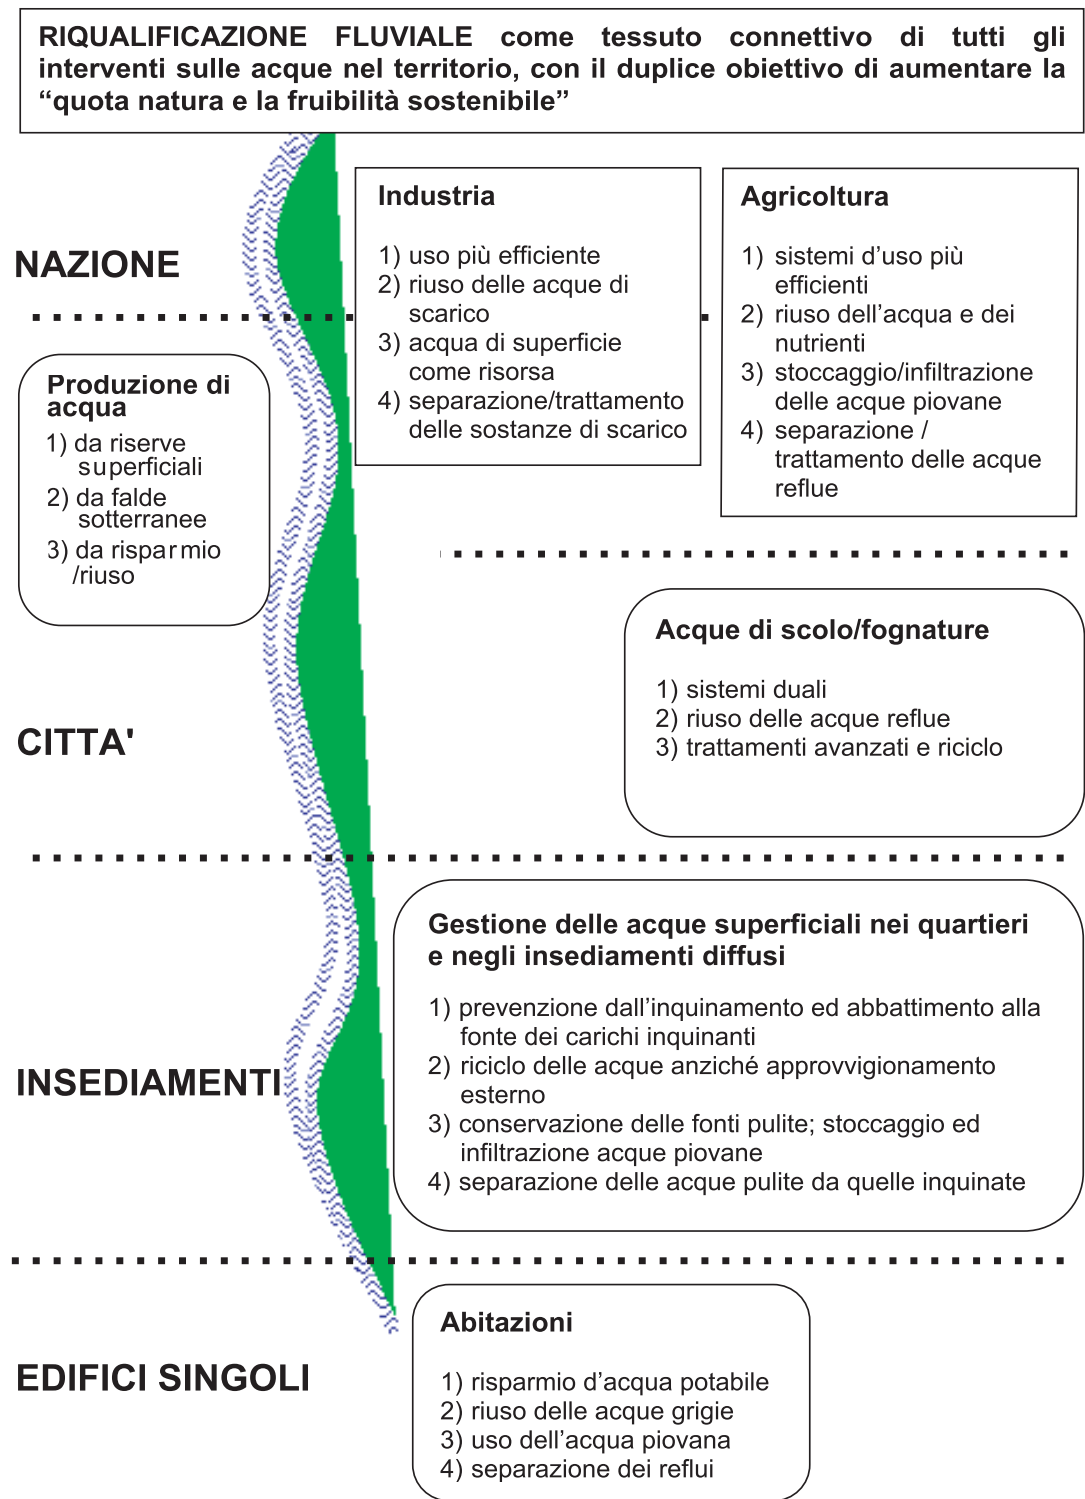 RIQUALIFICAZIONE FLUVIALE come tessuto connettivo di tutti gli
interventi sulle acque nel territorio, con il duplice obiettivo di aumentare la
“quota natura e la fruibilità sostenibile”
NAZIONE
Industria
1) uso più efficiente
2) riuso delle acque di
scarico
3) acqua di superficie
come risorsa
4) separazione/trattamento
delle sostanze di scarico
Agricoltura
1) sistemi d’uso più
efficienti
2) riuso dell’acqua e dei
nutrienti
3) stoccaggio/infiltrazione
delle acque piovane
4) separazione /
trattamento delle acque
reflue
Produzione di
acqua
1) da riserve
superficiali
2) da falde
sotterranee
3) da risparmio
/riuso
CITTA'
Acque di scolo/fognature
1) sistemi duali
2) riuso delle acque reflue
3) trattamenti avanzati e riciclo
INSEDIAMENTI
Gestione delle acque superficiali nei quartieri
e negli insediamenti diffusi
1) prevenzione dall’inquinamento ed abbattimento alla
fonte dei carichi inquinanti
2) riciclo delle acque anziché approvvigionamento
esterno
3) conservazione delle fonti pulite; stoccaggio ed
infiltrazione acque piovane
4) separazione delle acque pulite da quelle inquinate
EDIFICI SINGOLI
Abitazioni
1) risparmio d’acqua potabile
2) riuso delle acque grigie
3) uso dell’acqua piovana
4) separazione dei reflui